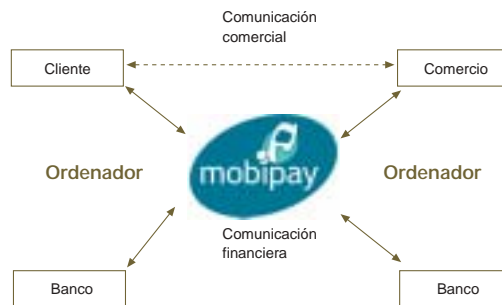 Comunicación
comercial
Cliente
Comercio
Ordenador
mobipay
Ordenador
Comunicación
financiera
Banco
Banco